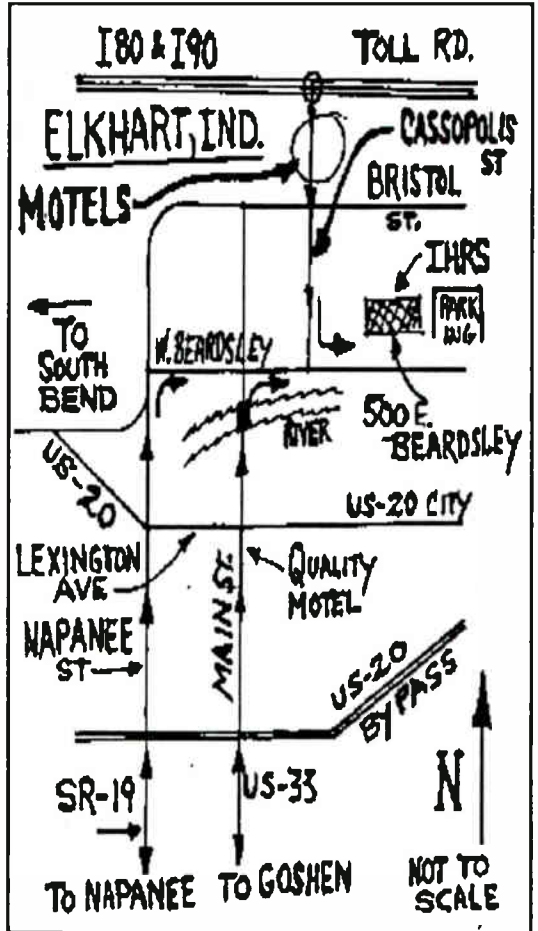 I80 & I90 TOLL RD.
ELKHART IND.
CASSOPOLIS
ST
MOTELS
BRISTOL
ST.
IHRS
PARK
ING
TO
SOUTH
BEND
W. BEARDSLEY
500 E.
BEARDSLEY
RIVER
US-20
US-20 CITY
LEXINGTON
AVE
QUALITY
MOTEL
NAPANEE
ST
MAIN ST.
US-20
BY PASS
SR-19
US-33
N
TO NAPANEE
TO GOSHEN
NOT TO
SCALE